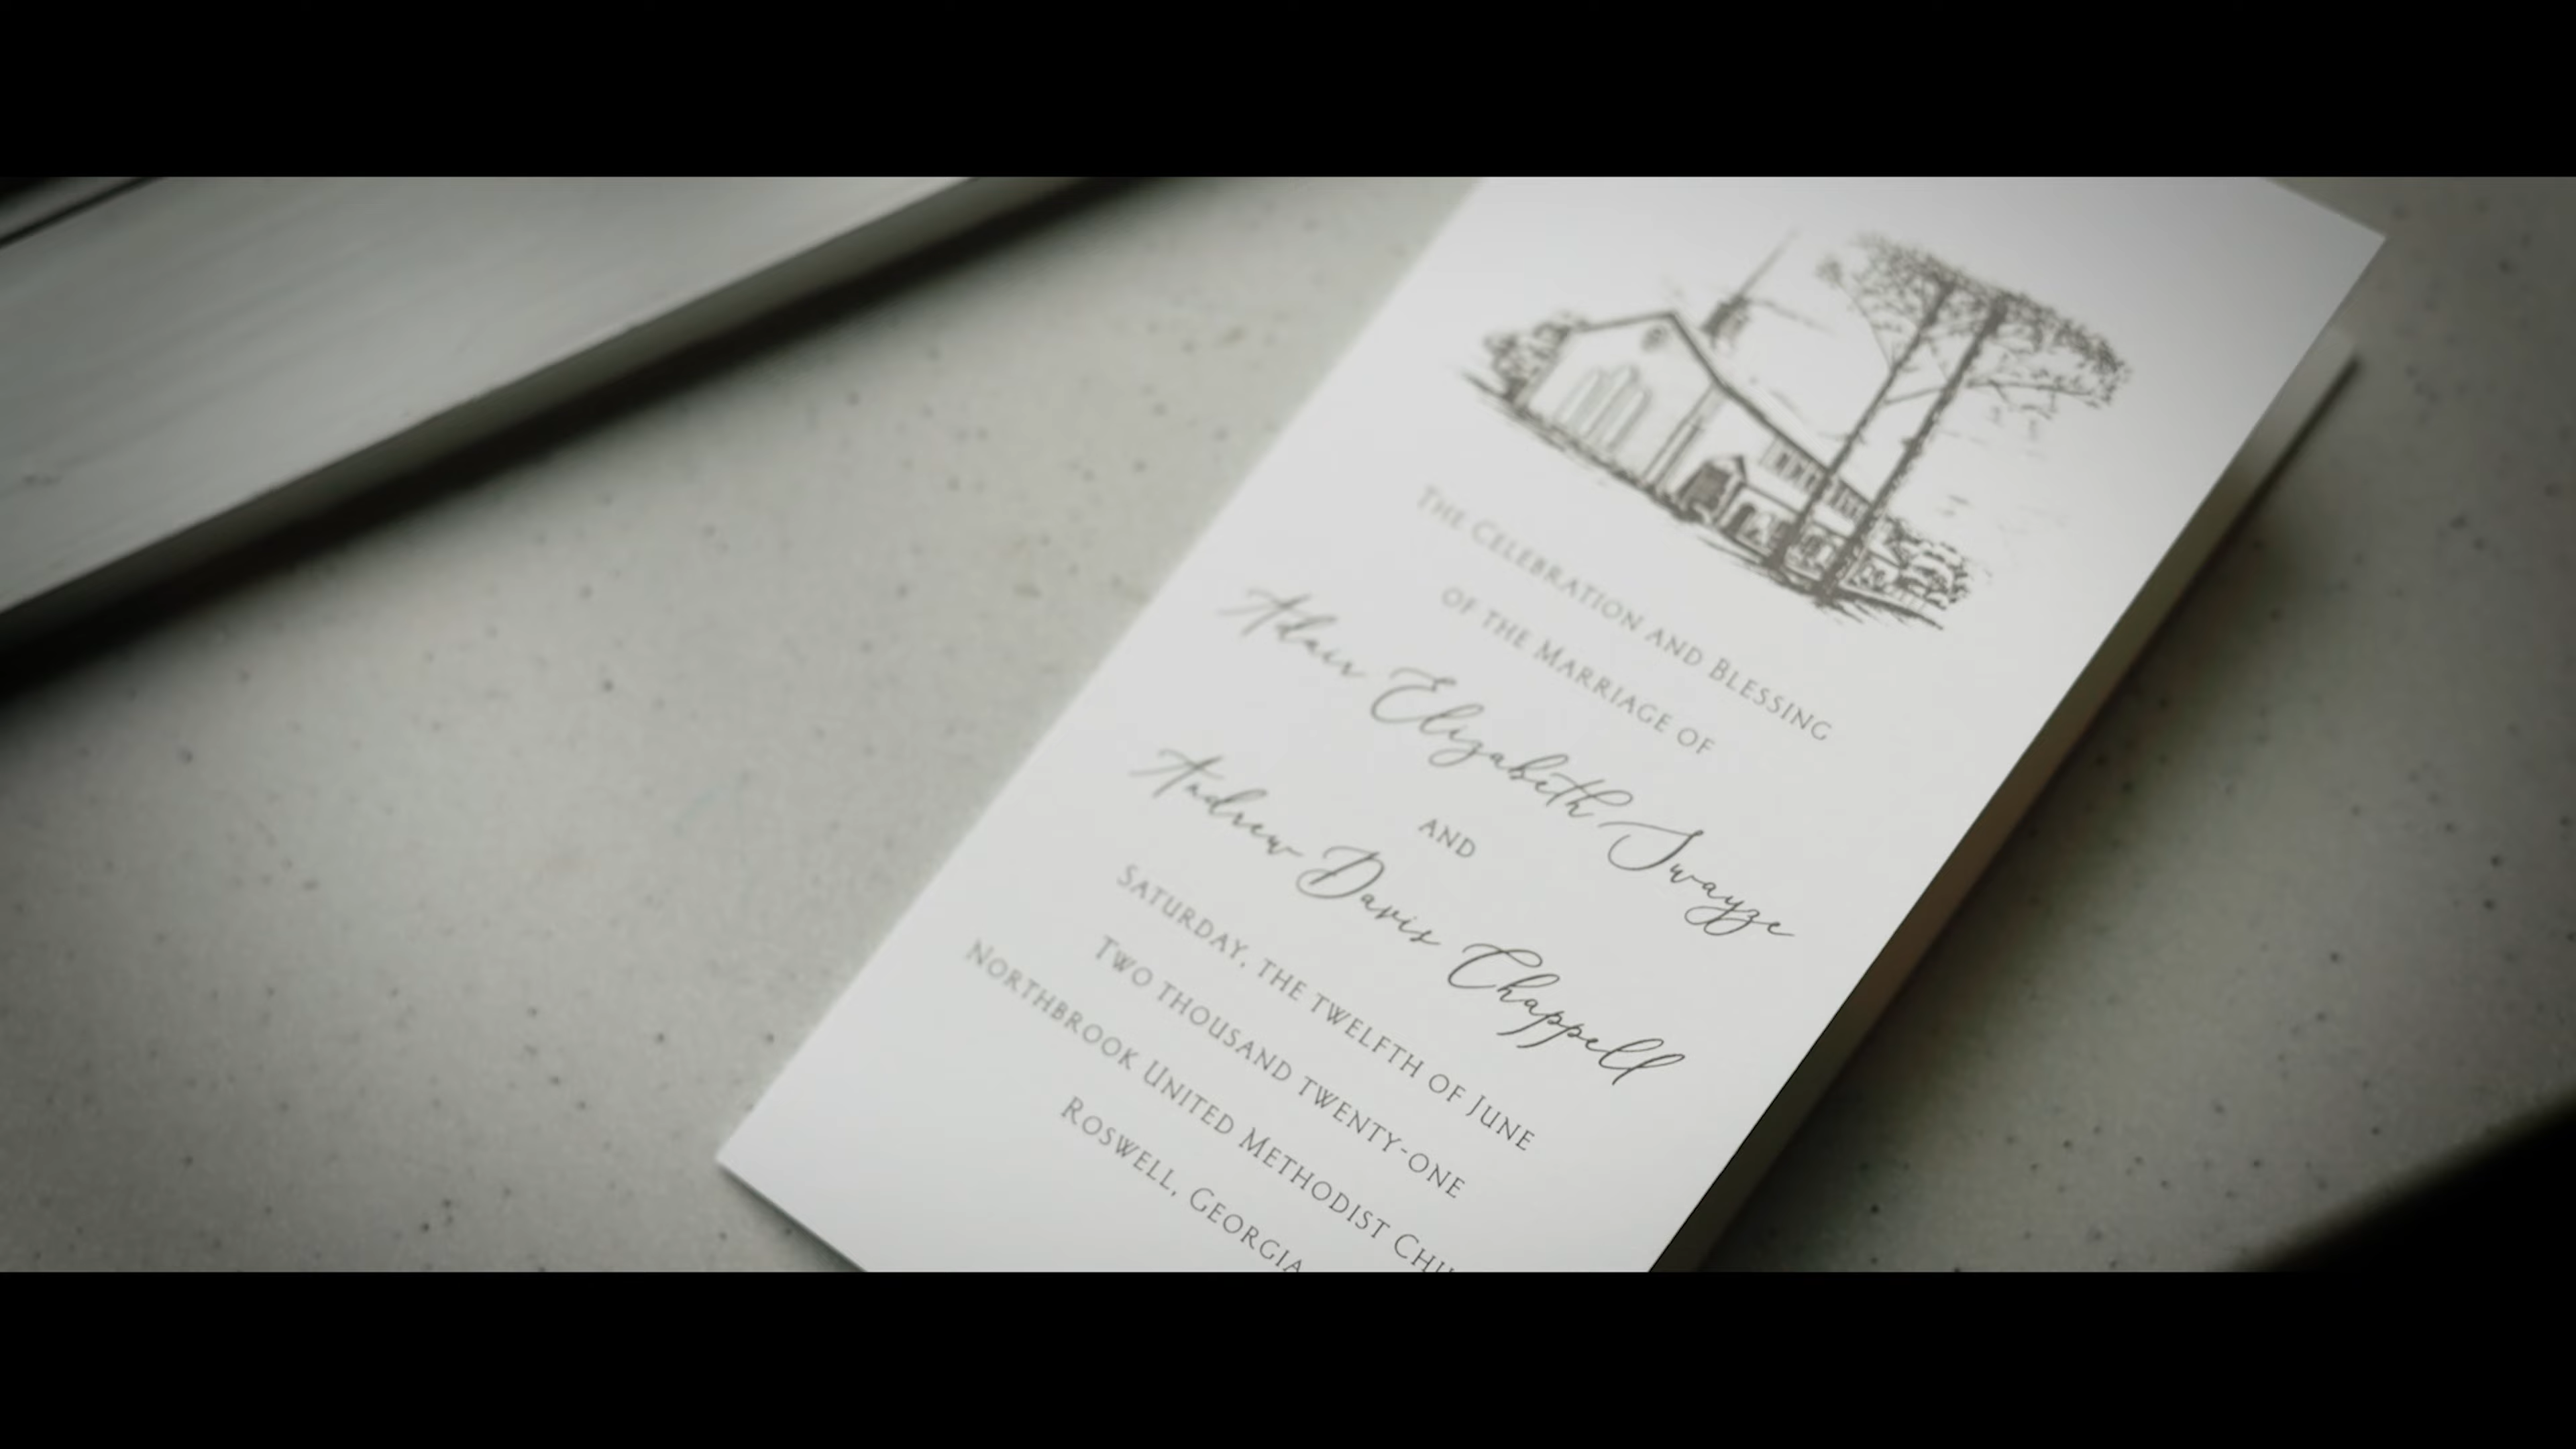 The Celebration and Blessing
of the Marriage of
Adair Elizabeth Swayze
and
Andrew Davis Chappell
Saturday, the twelfth of June
Two thousand twenty-one
Northbrook United Methodist
Roswell, Georgia